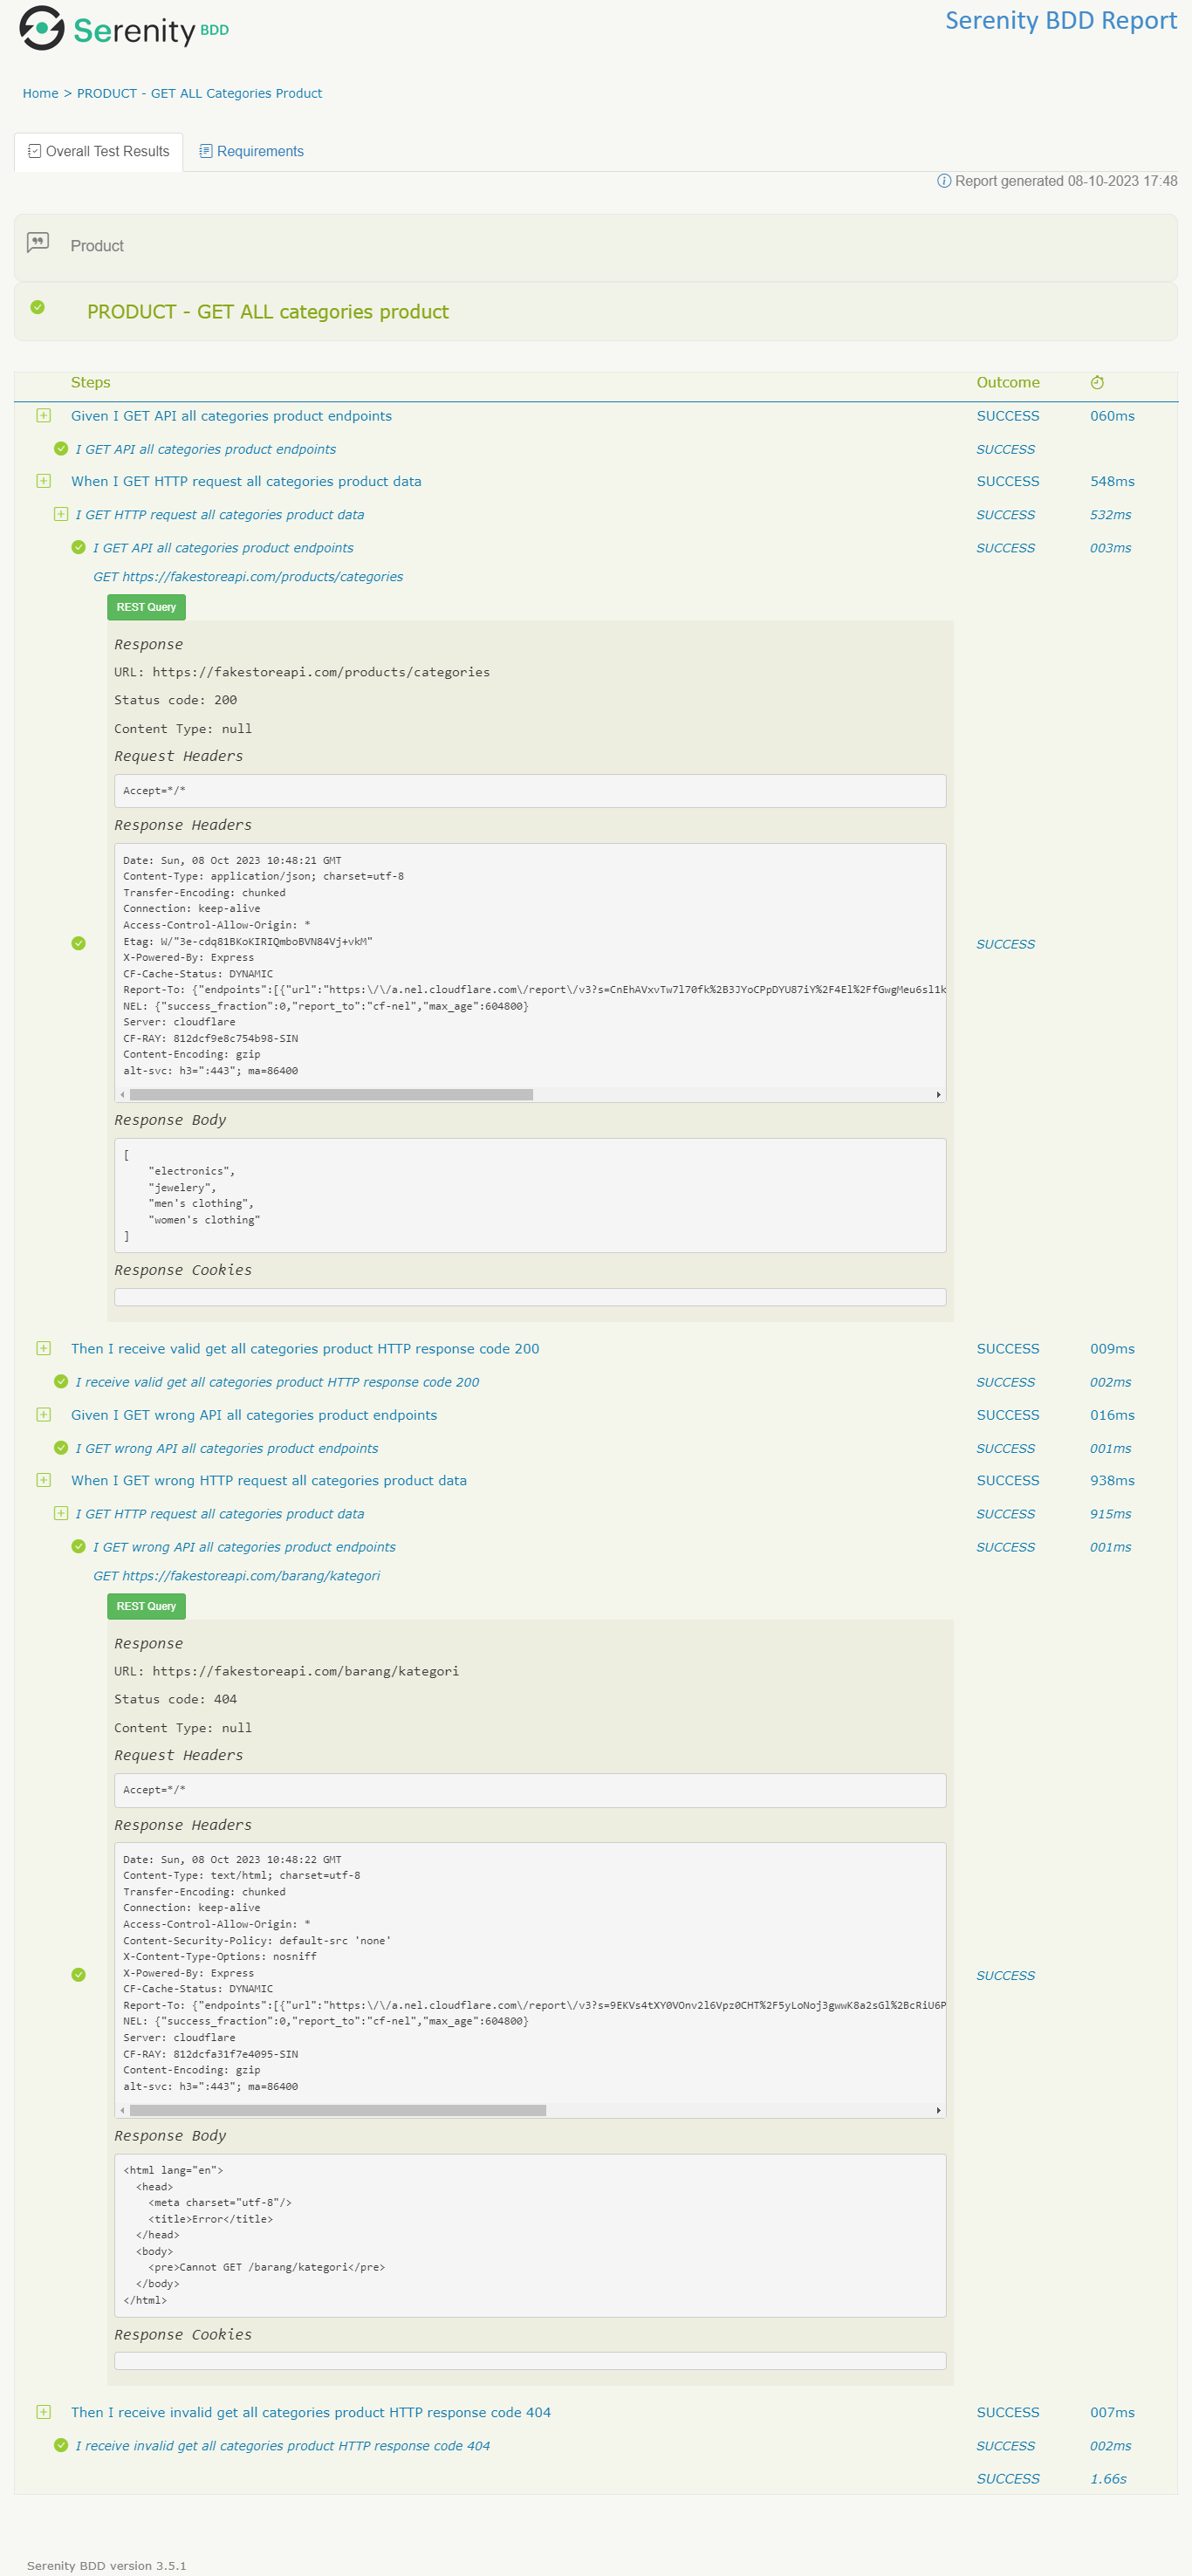 Serenity BDD
Serenity BDD Report
Home > PRODUCT - GET ALL Categories Product
Overall Test Results Requirements
Report generated 08-10-2023 17:48
Product
PRODUCT - GET ALL categories product
Steps Outcome
Given I GET API all categories product endpoints SUCCESS 060ms
I GET API all categories product endpoints SUCCESS
When I GET HTTP request all categories product data SUCCESS 548ms
I GET HTTP request all categories product data SUCCESS 532ms
I GET API all categories product endpoints SUCCESS 003ms
GET https://fakestoreapi.com/products/categories
REST Query
Response
URL: https://fakestoreapi.com/products/categories
Status code: 200
Content Type: null
Request Headers
Accept=*/*
Response Headers
Date: Sun, 08 Oct 2023 10:48:21 GMT
Content-Type: application/json; charset=utf-8
Transfer-Encoding: chunked
Connection: keep-alive
Access-Control-Allow-Origin: *
Etag: W/"3e-cdq81BKoKIRIQmboBVN84Vj+vkM"
SUCCESS
X-Powered-By: Express
CF-Cache-Status: DYNAMIC
Report-To: {"endpoints":[{"url":"https:\/\/a.nel.cloudflare.com\/report\/v3?s=CnEhAVxvTw7l70fk%2B3JYoCPpDYU87iY%2F4El%2FfGwgMeu6sl1k
NEL: {"success_fraction":0,"report_to":"cf-nel","max_age":604800}
Server: cloudflare
CF-RAY: 812dcf9e8c754b98-SIN
Content-Encoding: gzip
alt-svc: h3=":443"; ma=86400
Response Body
[
"electronics",
"jewelery",
"men's clothing",
"women's clothing"
]
Response Cookies
Then I receive valid get all categories product HTTP response code 200 SUCCESS 009ms
I receive valid get all categories product HTTP response code 200 SUCCESS 002ms
Given I GET wrong API all categories product endpoints SUCCESS 016ms
I GET wrong API all categories product endpoints SUCCESS 001ms
When I GET wrong HTTP request all categories product data SUCCESS 938ms
I GET HTTP request all categories product data SUCCESS 915ms
I GET wrong API all categories product endpoints SUCCESS 001ms
GET https://fakestoreapi.com/barang/kategori
REST Query
Response
URL: https://fakestoreapi.com/barang/kategori
Status code: 404
Content Type: null
Request Headers
Accept=*/*
Response Headers
Date: Sun, 08 Oct 2023 10:48:22 GMT
Content-Type: text/html; charset=utf-8
Transfer-Encoding: chunked
Connection: keep-alive
Access-Control-Allow-Origin: *
Content-Security-Policy: default-src 'none'
X-Content-Type-Options: nosniff
X-Powered-By: Express
SUCCESS
CF-Cache-Status: DYNAMIC
Report-To: {"endpoints":[{"url":"https:\/\/a.nel.cloudflare.com\/report\/v3?s=9EKVs4tXY0VOnv2l6Vpz0CHT%2F5yLoNoj3gwwK8a2sGl%2BcRiU6P
NEL: {"success_fraction":0,"report_to":"cf-nel","max_age":604800}
Server: cloudflare
CF-RAY: 812dcfa31f7e4095-SIN
Content-Encoding: gzip
alt-svc: h3=":443"; ma=86400
Response Body
<html lang="en">
<head>
<meta charset="utf-8"/>
<title>Error</title>
</head>
<body>
<pre>Cannot GET /barang/kategori</pre>
</body>
</html>
Response Cookies
Then I receive invalid get all categories product HTTP response code 404 SUCCESS 007ms
I receive invalid get all categories product HTTP response code 404 SUCCESS 002ms
SUCCESS 1.66s
Serenity BDD version 3.5.1